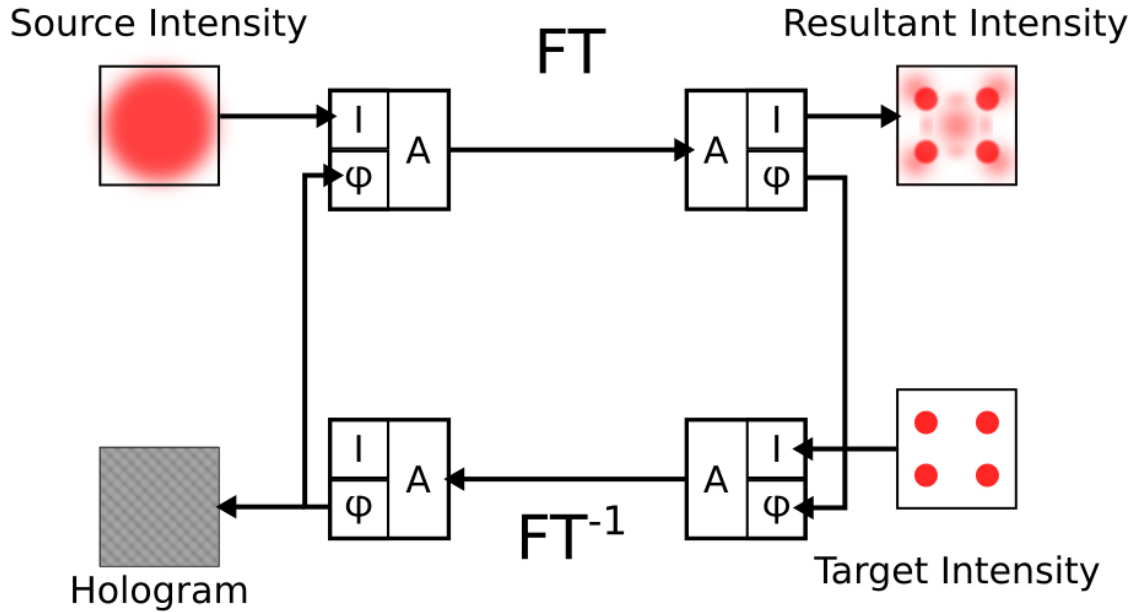 Source Intensity
FT
Resultant Intensity
I
A
φ
A
I
φ
I
A
φ
A
I
φ
FT⁻¹
Hologram
Target Intensity